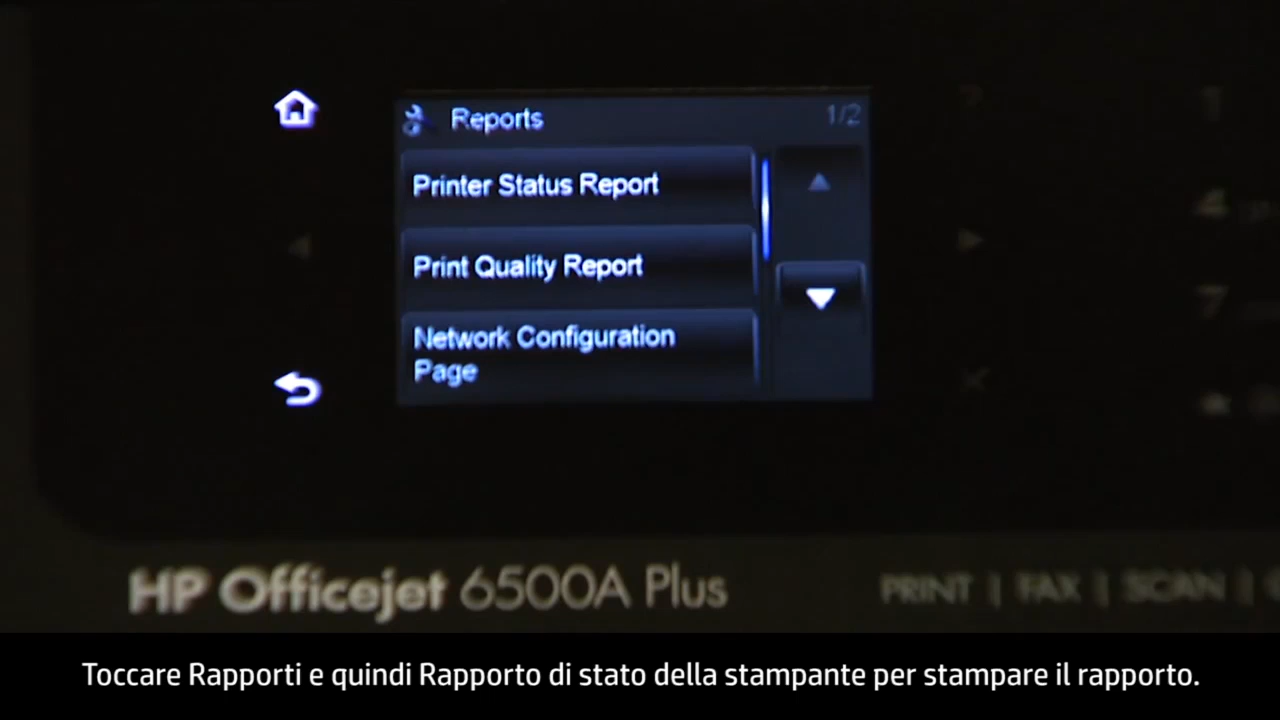 Reports 1/2
Printer Status Report
Print Quality Report
Network Configuration
Page
HP Officejet 6500A Plus
PRINT | FAX | SCAN |
Toccare Rapporti e quindi Rapporto di stato della stampante per stampare il rapporto.